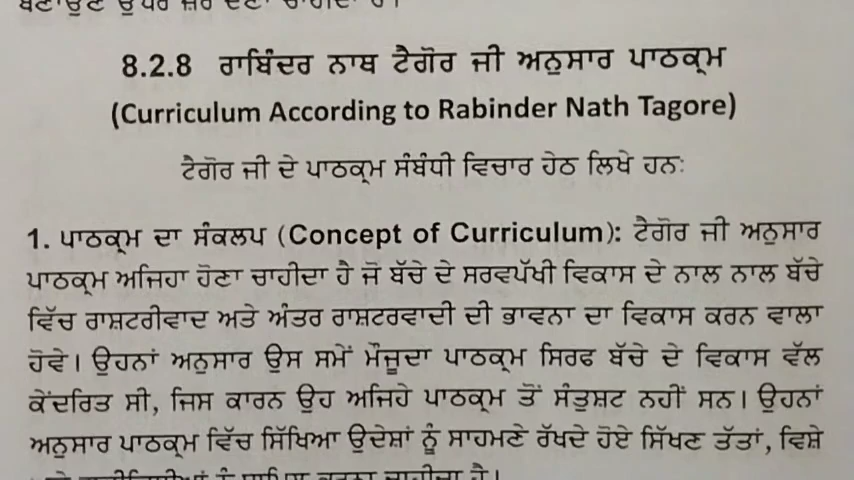 ਬਣਾਉਣ ਉੱਪਰ ਜ਼ੋਰ ਦੇਣਾ ਚਾਹੀਦਾ ਹੈ।
8.2.8 ਰਾਬਿੰਦਰ ਨਾਥ ਟੈਗੋਰ ਜੀ ਅਨੁਸਾਰ ਪਾਠਕ੍ਰਮ
(Curriculum According to Rabinder Nath Tagore)
ਟੈਗੋਰ ਜੀ ਦੇ ਪਾਠਕ੍ਰਮ ਸੰਬੰਧੀ ਵਿਚਾਰ ਹੇਠ ਲਿਖੇ ਹਨ:
1. ਪਾਠਕ੍ਰਮ ਦਾ ਸੰਕਲਪ (Concept of Curriculum): ਟੈਗੋਰ ਜੀ ਅਨੁਸਾਰ
ਪਾਠਕ੍ਰਮ ਅਜਿਹਾ ਹੋਣਾ ਚਾਹੀਦਾ ਹੈ ਜੋ ਬੱਚੇ ਦੇ ਸਰਵਪੱਖੀ ਵਿਕਾਸ ਦੇ ਨਾਲ ਨਾਲ ਬੱਚੇ
ਵਿੱਚ ਰਾਸ਼ਟਰੀਵਾਦ ਅਤੇ ਅੰਤਰ ਰਾਸ਼ਟਰਵਾਦੀ ਦੀ ਭਾਵਨਾ ਦਾ ਵਿਕਾਸ ਕਰਨ ਵਾਲਾ
ਹੋਵੇ। ਉਹਨਾਂ ਅਨੁਸਾਰ ਉਸ ਸਮੇਂ ਮੌਜੂਦਾ ਪਾਠਕ੍ਰਮ ਸਿਰਫ ਬੱਚੇ ਦੇ ਵਿਕਾਸ ਵੱਲ
ਕੇਂਦਰਿਤ ਸੀ, ਜਿਸ ਕਾਰਨ ਉਹ ਅਜਿਹੇ ਪਾਠਕ੍ਰਮ ਤੋਂ ਸੰਤੁਸ਼ਟ ਨਹੀਂ ਸਨ। ਉਹਨਾਂ
ਅਨੁਸਾਰ ਪਾਠਕ੍ਰਮ ਵਿੱਚ ਸਿੱਖਿਆ ਉਦੇਸ਼ਾਂ ਨੂੰ ਸਾਹਮਣੇ ਰੱਖਦੇ ਹੋਏ ਸਿੱਖਣ ਤੱਤਾਂ, ਵਿਸ਼ੇ
ਚਾਹੀਦਾ ਹੈ।